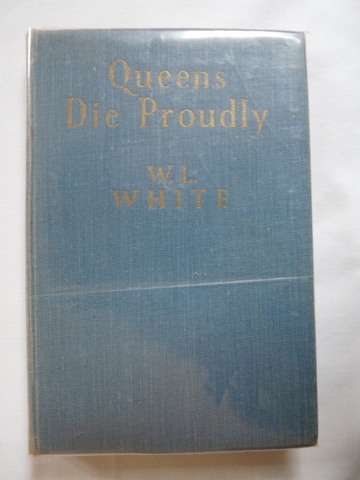 Queens
Die Proudly
W. L.
WHITE